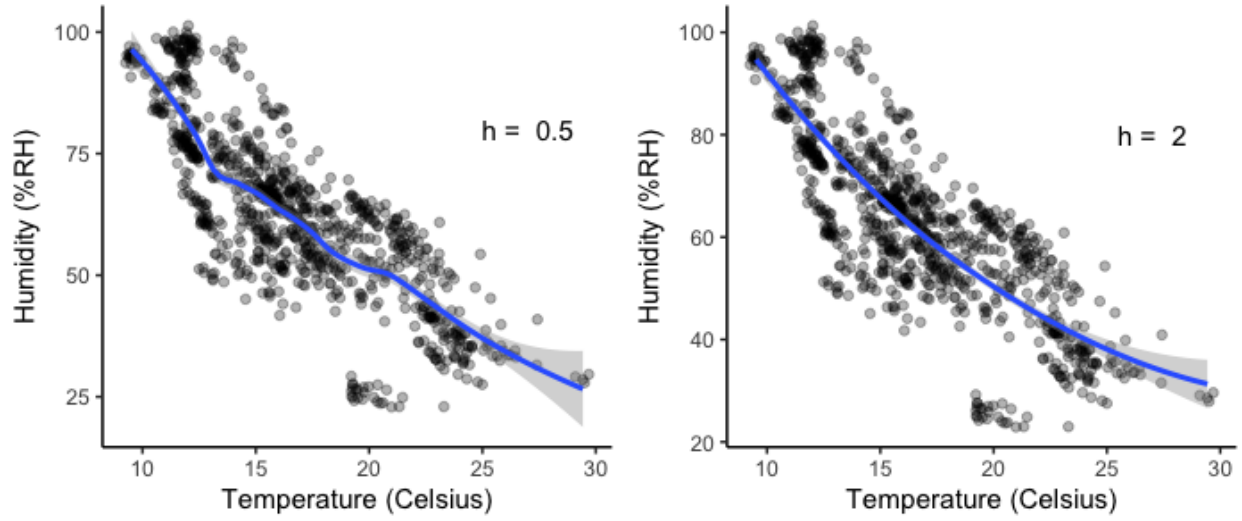 100
75
50
25
h = 0.5
Humidity (%RH)
10 15 20 25 30
Temperature (Celsius)
100
80
60
40
20
h = 2
Humidity (%RH)
10 15 20 25 30
Temperature (Celsius)